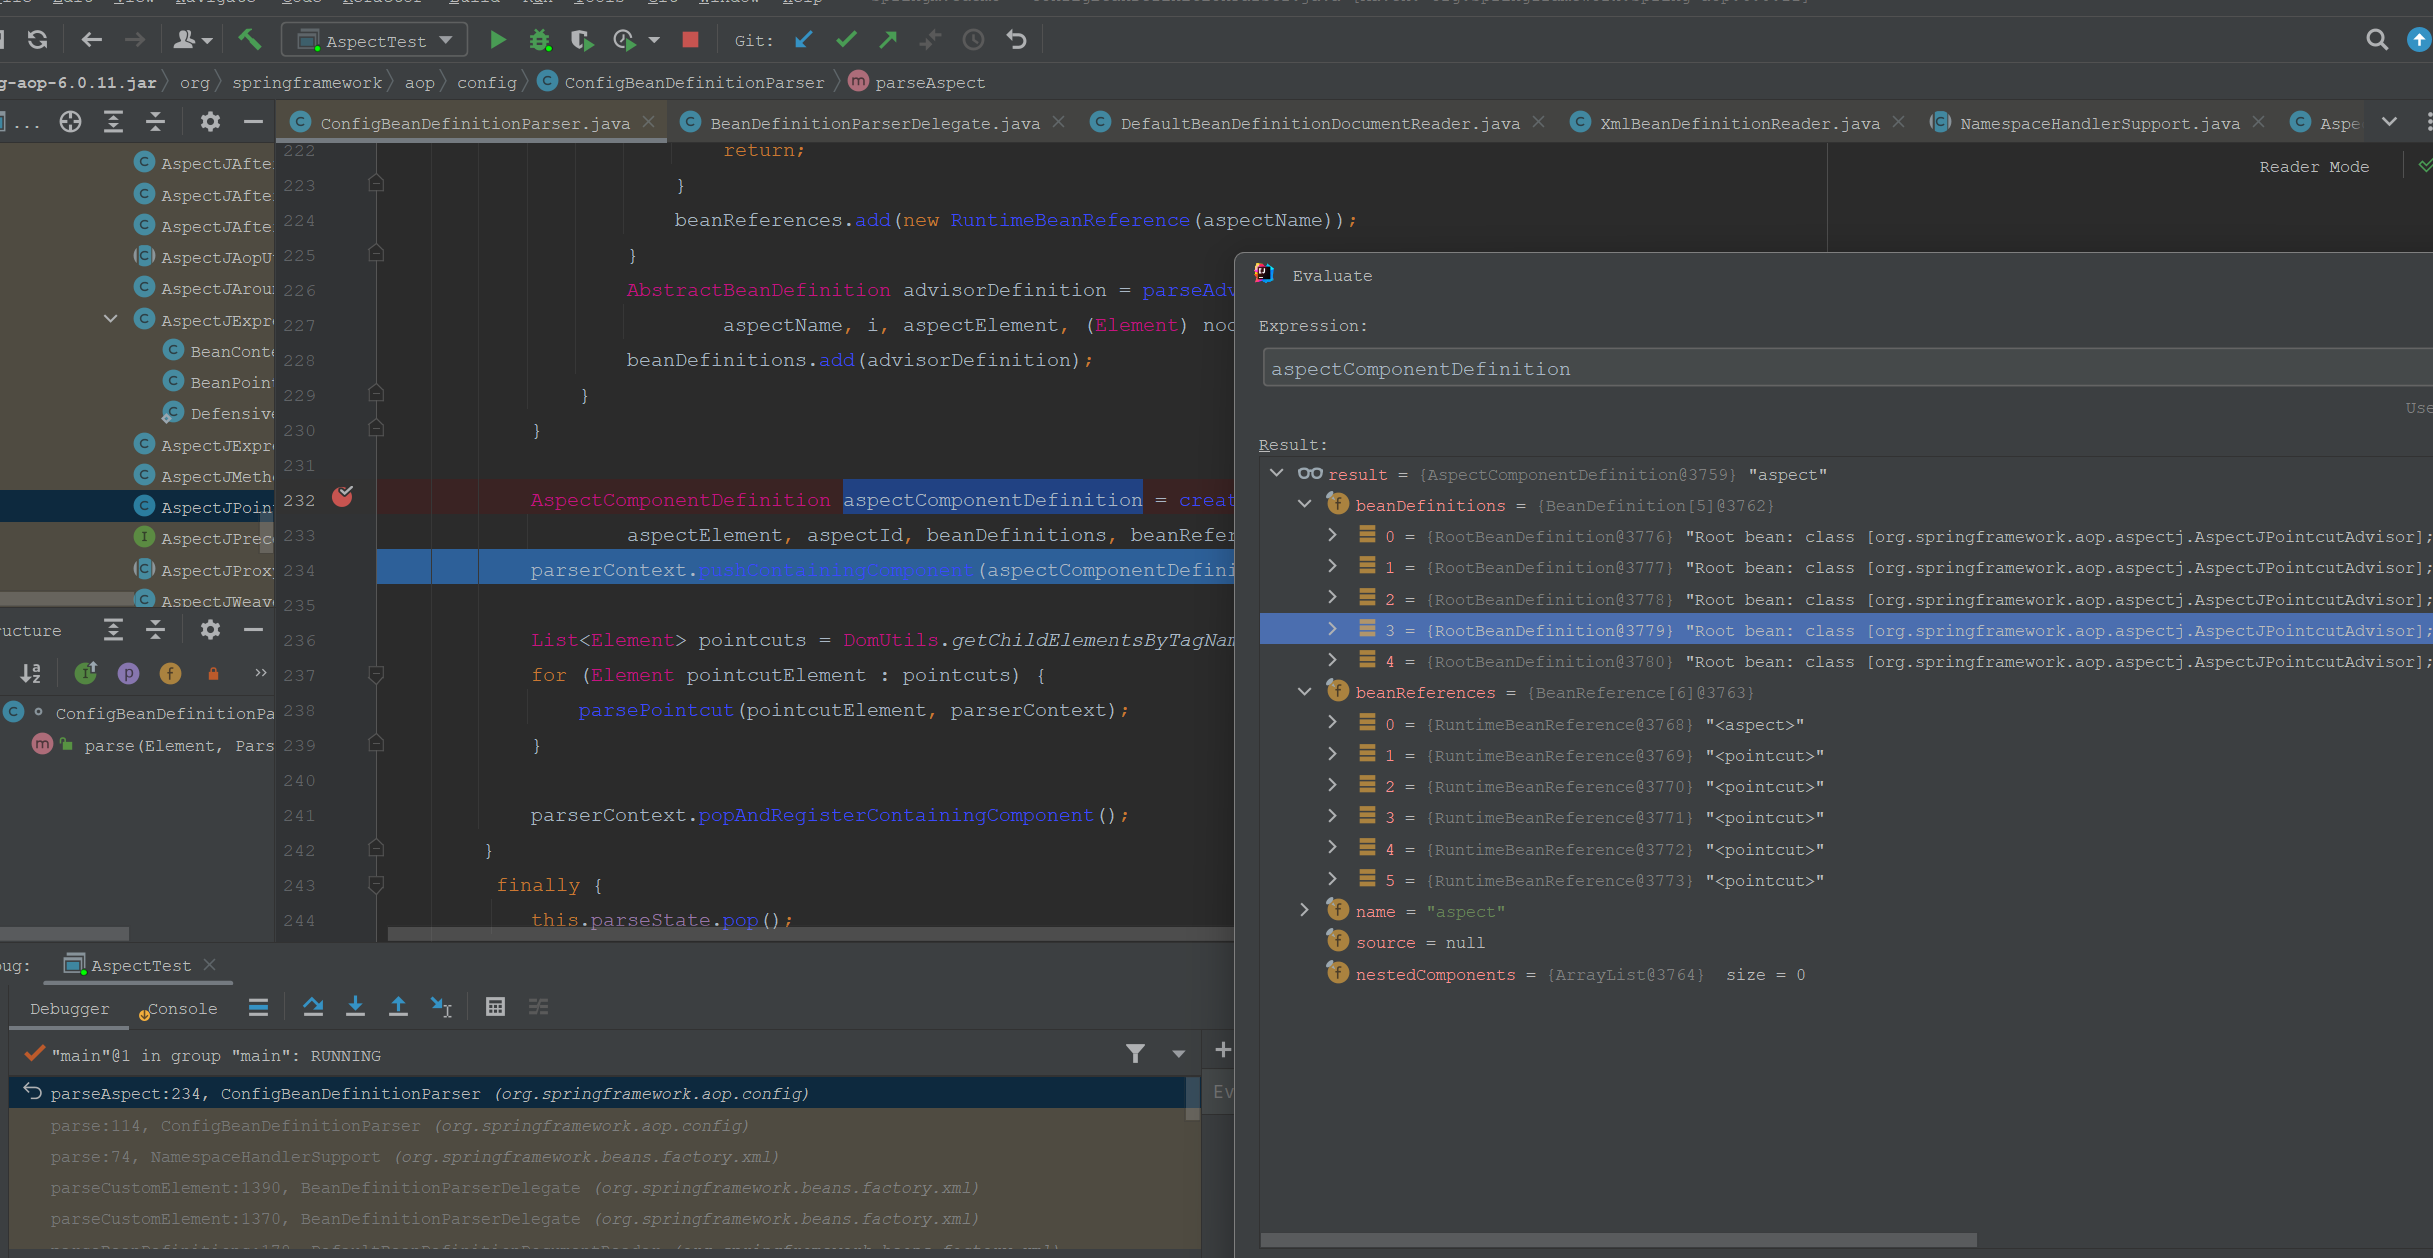 Git:
AspectTest
g-aop-6.0.11.jar org springframework aop config ConfigBeanDefinitionParser parseAspect
...
ConfigBeanDefinitionParser.java BeanDefinitionParserDelegate.java DefaultBeanDefinitionDocumentReader.java XmlBeanDefinitionReader.java NamespaceHandlerSupport.java Aspe
Reader Mode
AspectJAfte
AspectJAfte
AspectJAfte
AspectJAopU
AspectJArou
AspectJExpr
BeanConte
BeanPoin
Defensive
AspectJExpr
AspectJMeth
AspectJPoin
AspectJPrec
AspectJProx
AspectJWeav
ructure
ConfigBeanDefinitionPa
parse(Element, Pars
222 return;
223 }
224 beanReferences.add(new RuntimeBeanReference(aspectName));
225 }
226 AbstractBeanDefinition advisorDefinition = parseAdv
227 aspectName, i, aspectElement, (Element) nod
228 beanDefinitions.add(advisorDefinition);
229 }
230 }
231
232 AspectComponentDefinition aspectComponentDefinition = creat
233 aspectElement, aspectId, beanDefinitions, beanRefer
234 parserContext.pushContainingComponent(aspectComponentDefini
235
236 List<Element> pointcuts = DomUtils.getChildElementsByTagNam
237 for (Element pointcutElement : pointcuts) {
238 parsePointcut(pointcutElement, parserContext);
239 }
240
241 parserContext.popAndRegisterContainingComponent();
242 }
243 finally {
244 this.parseState.pop();
Evaluate
Expression:
aspectComponentDefinition
Use
Result:
result = {AspectComponentDefinition@3759} "aspect"
beanDefinitions = {BeanDefinition[5]@3762}
0 = {RootBeanDefinition@3776} "Root bean: class [org.springframework.aop.aspectj.AspectJPointcutAdvisor];
1 = {RootBeanDefinition@3777} "Root bean: class [org.springframework.aop.aspectj.AspectJPointcutAdvisor];
2 = {RootBeanDefinition@3778} "Root bean: class [org.springframework.aop.aspectj.AspectJPointcutAdvisor];
3 = {RootBeanDefinition@3779} "Root bean: class [org.springframework.aop.aspectj.AspectJPointcutAdvisor];
4 = {RootBeanDefinition@3780} "Root bean: class [org.springframework.aop.aspectj.AspectJPointcutAdvisor];
beanReferences = {BeanReference[6]@3763}
0 = {RuntimeBeanReference@3768} "<aspect>"
1 = {RuntimeBeanReference@3769} "<pointcut>"
2 = {RuntimeBeanReference@3770} "<pointcut>"
3 = {RuntimeBeanReference@3771} "<pointcut>"
4 = {RuntimeBeanReference@3772} "<pointcut>"
5 = {RuntimeBeanReference@3773} "<pointcut>"
name = "aspect"
source = null
nestedComponents = {ArrayList@3764} size = 0
bug: AspectTest
Debugger Console
"main"@1 in group "main": RUNNING
Ev
parseAspect:234, ConfigBeanDefinitionParser (org.springframework.aop.config)
parse:114, ConfigBeanDefinitionParser (org.springframework.aop.config)
parse:74, NamespaceHandlerSupport (org.springframework.beans.factory.xml)
parseCustomElement:1390, BeanDefinitionParserDelegate (org.springframework.beans.factory.xml)
parseCustomElement:1370, BeanDefinitionParserDelegate (org.springframework.beans.factory.xml)